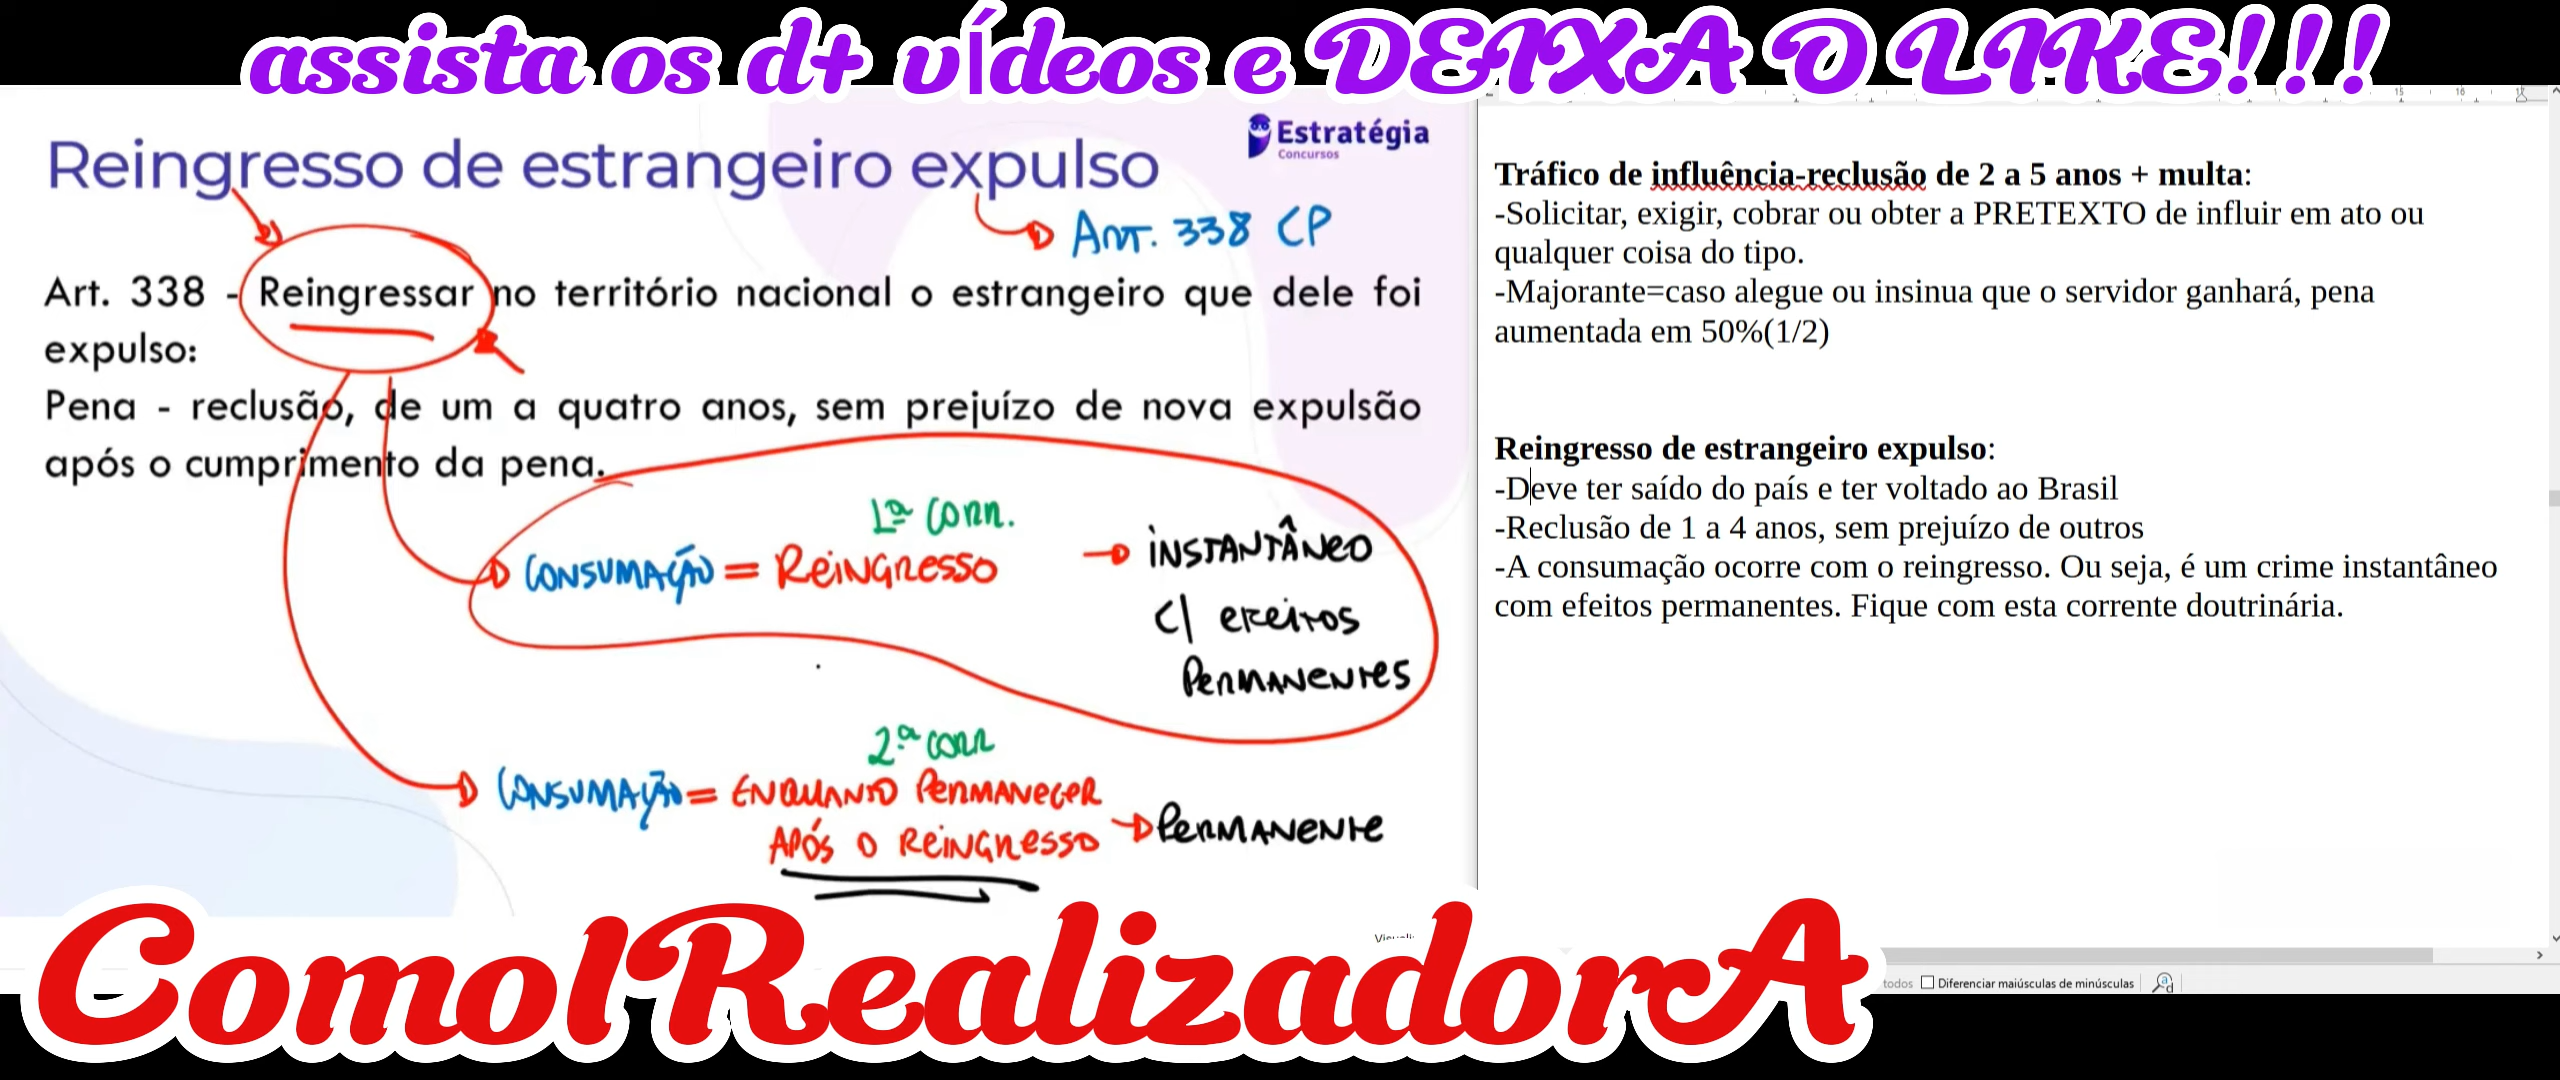 assista os d+ vÍdeos e DEIXA O LIKE!!!
Estratégia
Concursos
Reingresso de estrangeiro expulso
ART. 338 CP
Art. 338 - Reingressar no território nacional o estrangeiro que dele foi
expulso:
Pena - reclusão, de um a quatro anos, sem prejuízo de nova expulsão
após o cumprimento da pena.
1ª CORR.
CONSUMAÇÃO = REINGRESSO
INSTANTÂNEO
C/ EFEITOS
PERMANENTES
2ª CORR
CONSUMAÇÃO = ENQUANTO PERMANECER
APÓS O REINGRESSO
PERMANENTE
Tráfico de influência-reclusão de 2 a 5 anos + multa:
-Solicitar, exigir, cobrar ou obter a PRETEXTO de influir em ato ou
qualquer coisa do tipo.
-Majorante=caso alegue ou insinua que o servidor ganhará, pena
aumentada em 50%(1/2)
Reingresso de estrangeiro expulso:
-Deve ter saído do país e ter voltado ao Brasil
-Reclusão de 1 a 4 anos, sem prejuízo de outros
-A consumação ocorre com o reingresso. Ou seja, é um crime instantâneo
com efeitos permanentes. Fique com esta corrente doutrinária.
todos Diferenciar maiúsculas de minúsculas
ComolRealizadorA